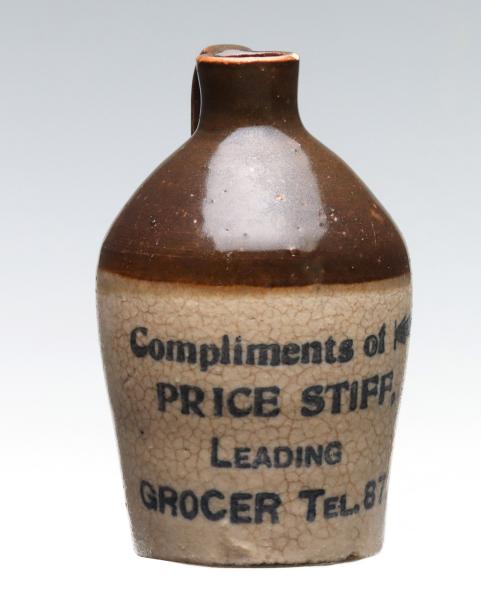 Compliments of
PRICE STIFF,
LEADING
GROCER TEL. 87